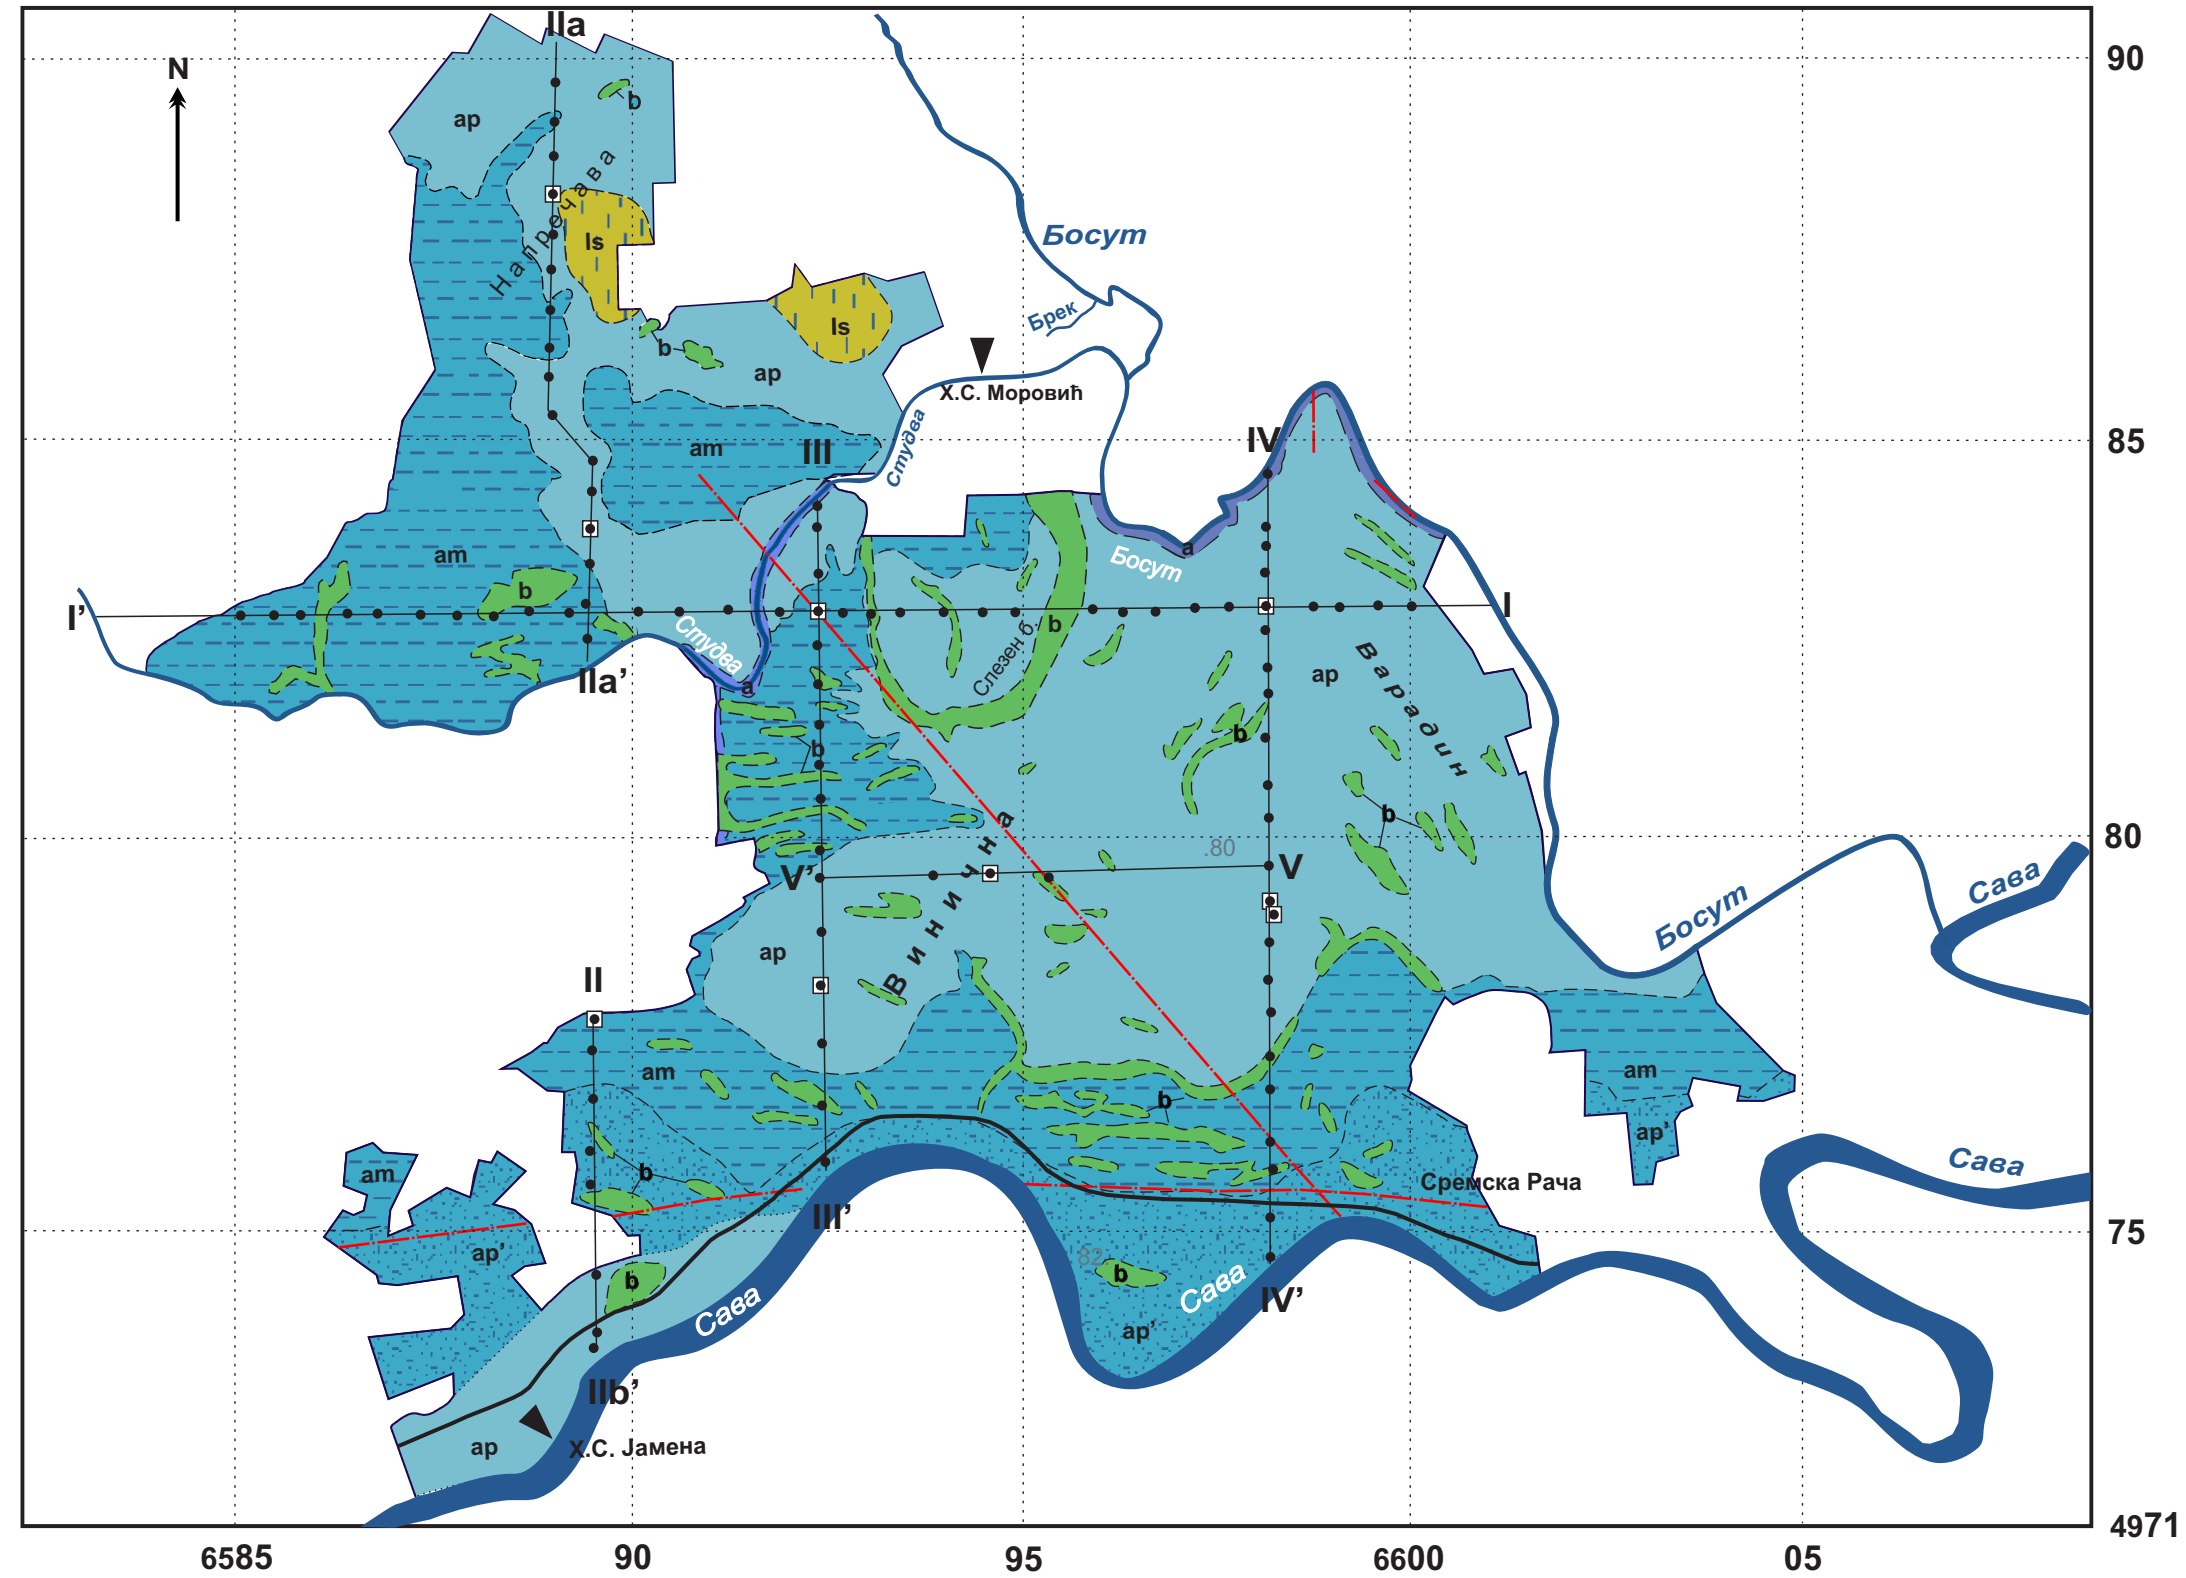 IIa
N
90
b
ap
Напречава
Босут
ls
ls
Брек
b
ap
Х.С. Моровић
Студва
am
III
IV
85
am
a
Босут
b
I’
I
Студва
b
Слезен б.
ap
Варадин
IIa’
a
b
b
b
.80
80
V’
V
Сава
Босут
ap
Виничнa
II
am
am
b
ap’
Сава
am
b
Сремска Рача
III’
75
ap’
82
b
b
Сава
Сава
IV’
ap’
IIb’
ap
Х.С. Јамена
4971
6585
90
95
6600
05